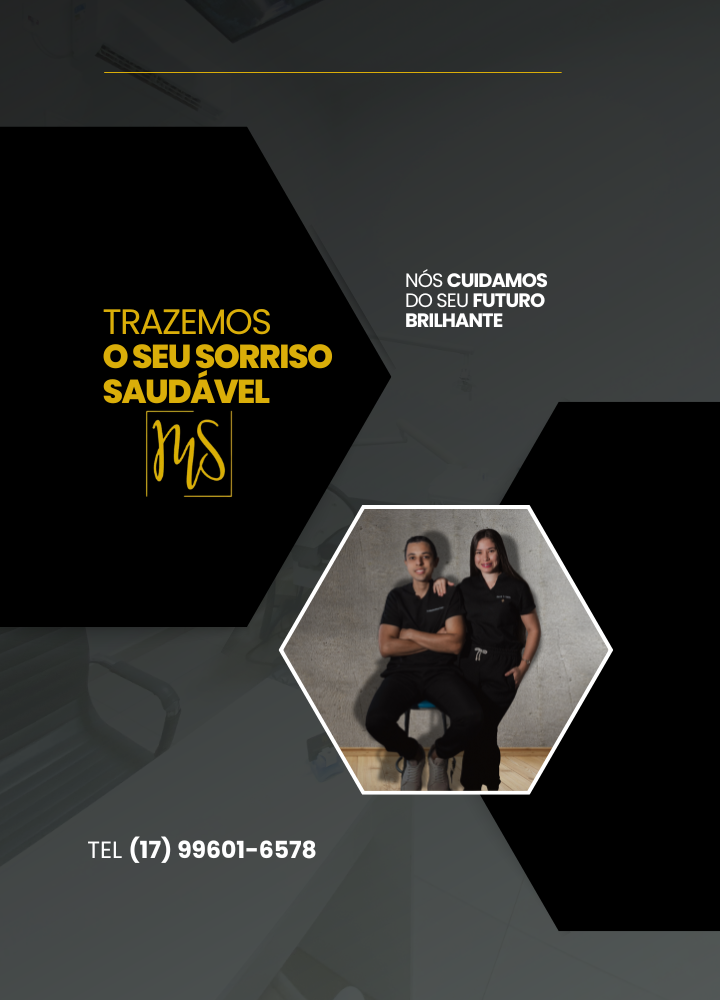 NÓS CUIDAMOS
DO SEU FUTURO
BRILHANTE
TRAZEMOS
O SEU SORRISO
SAUDÁVEL
MS
TEL (17) 99601-6578